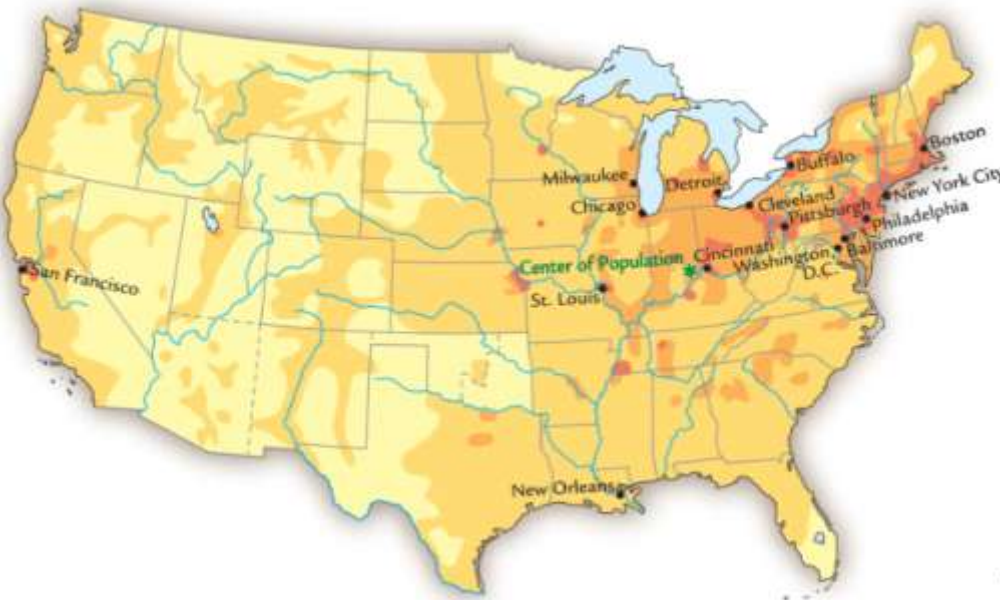 Boston
Buffalo
Milwaukee
Detroit
New York City
Cleveland
Chicago
Pittsburgh
Philadelphia
Cincinnati
Baltimore
Washington,
D.C.
Center of Population
San Francisco
St. Louis
New Orleans